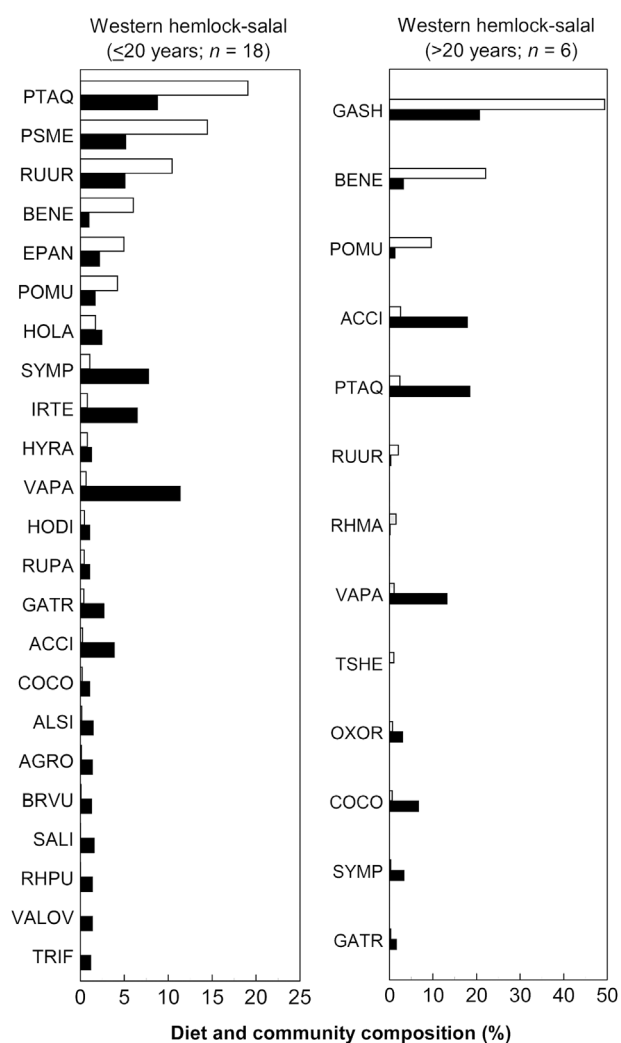 Western hemlock-salal
(≤20 years; n = 18)
PTAQ
PSME
RUUR
BENE
EPAN
POMU
HOLA
SYMP
IRTE
HYRA
VAPA
HODI
RUPA
GATR
ACCI
COCO
ALSI
AGRO
BRVU
SALI
RHPU
VALOV
TRIF
0 5 10 15 20 25
Western hemlock-salal
(>20 years; n = 6)
GASH
BENE
POMU
ACCI
PTAQ
RUUR
RHMA
VAPA
TSHE
OXOR
COCO
SYMP
GATR
0 10 20 30 40 50
Diet and community composition (%)